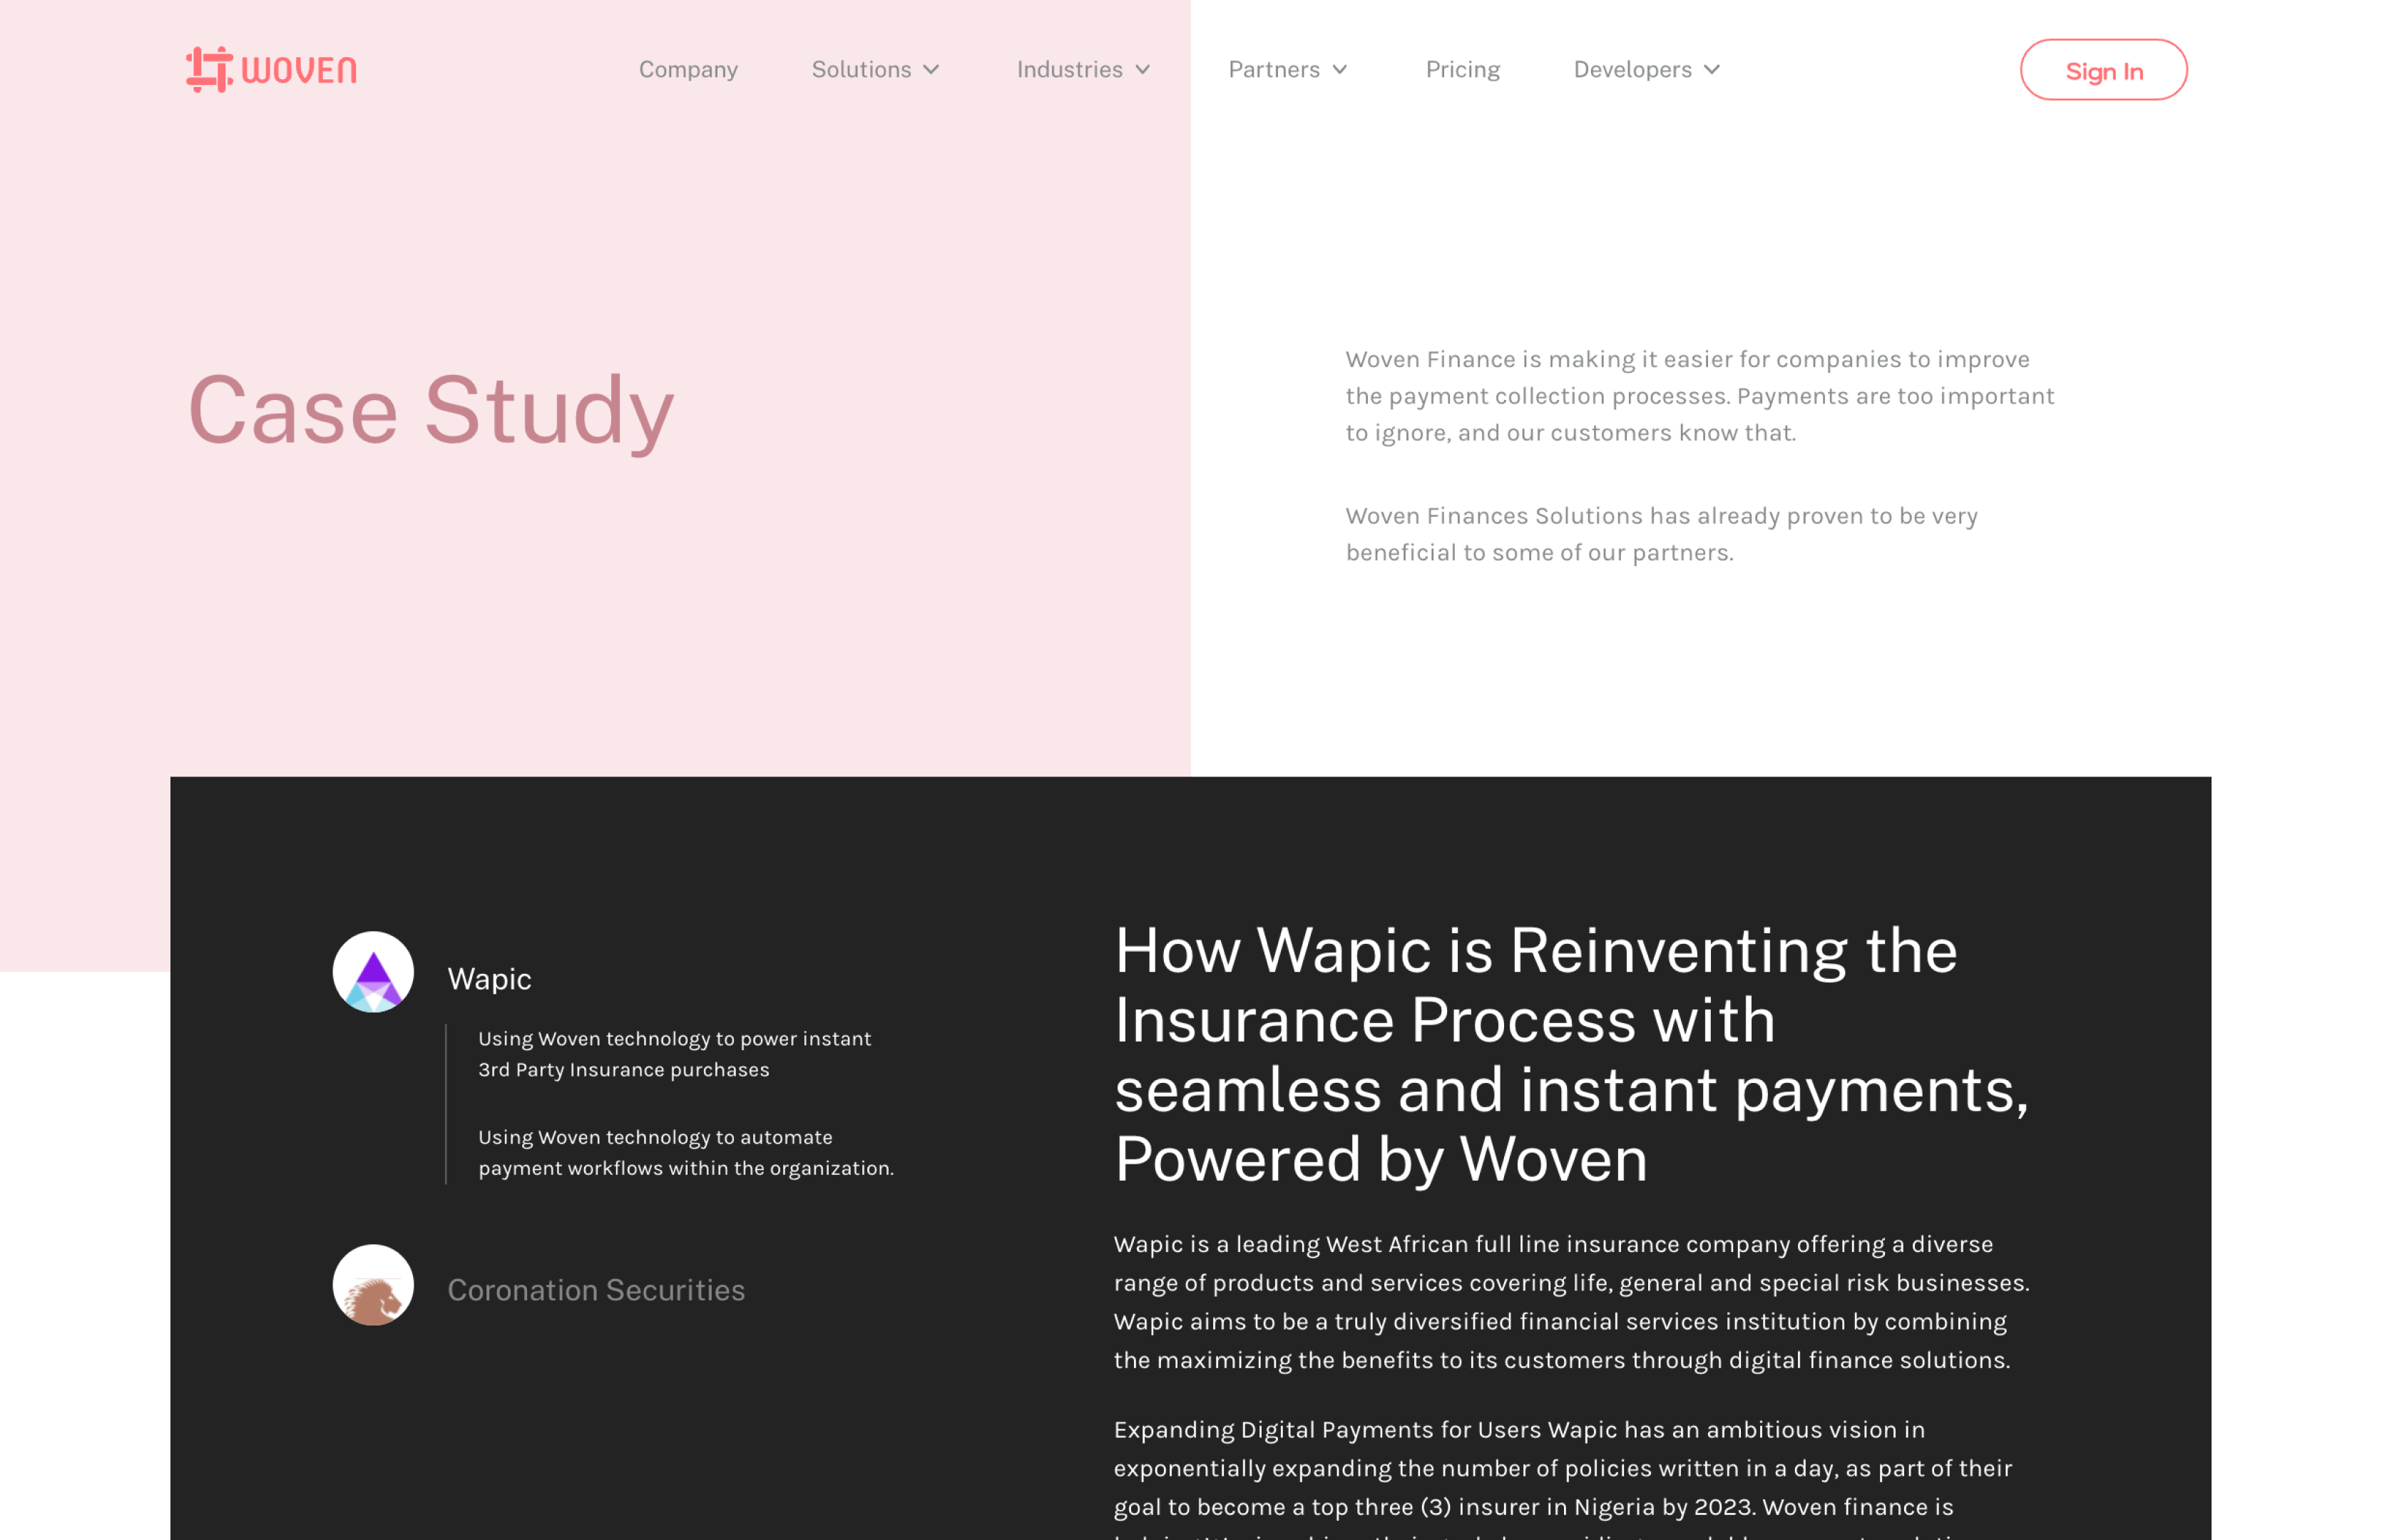 WOVEN
Company Solutions Industries Partners Pricing Developers Sign In
Case Study
Woven Finance is making it easier for companies to improve
the payment collection processes. Payments are too important
to ignore, and our customers know that.
Woven Finances Solutions has already proven to be very
beneficial to some of our partners.
Wapic
Using Woven technology to power instant
3rd Party Insurance purchases
Using Woven technology to automate
payment workflows within the organization.
Coronation Securities
How Wapic is Reinventing the
Insurance Process with
seamless and instant payments,
Powered by Woven
Wapic is a leading West African full line insurance company offering a diverse
range of products and services covering life, general and special risk businesses.
Wapic aims to be a truly diversified financial services institution by combining
the maximizing the benefits to its customers through digital finance solutions.
Expanding Digital Payments for Users Wapic has an ambitious vision in
exponentially expanding the number of policies written in a day, as part of their
goal to become a top three (3) insurer in Nigeria by 2023. Woven finance is